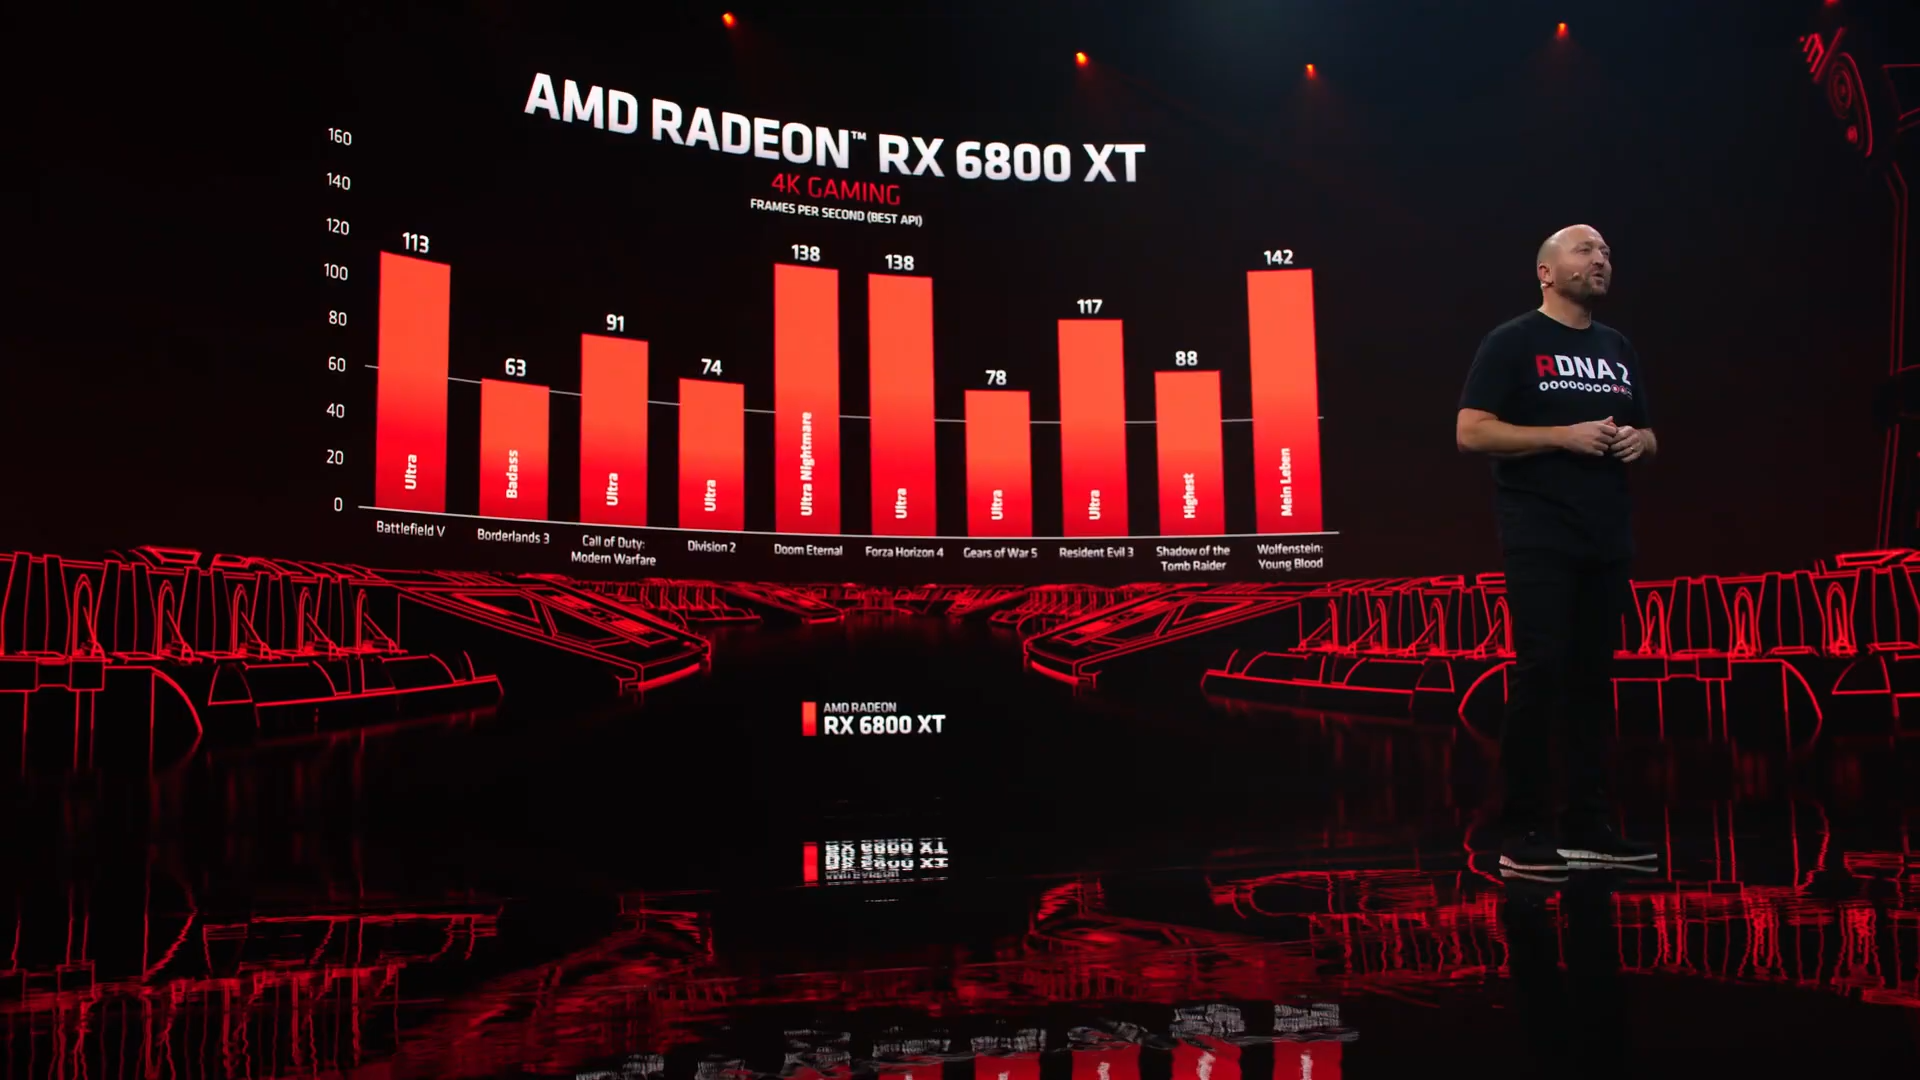 AMD RADEON™ RX 6800 XT
4K GAMING
FRAMES PER SECOND (BEST API)
160
140
120
100
80
60
40
20
0
113
63
91
74
138
138
78
117
88
142
Ultra
Badass
Ultra
Ultra
Ultra Nightmare
Ultra
Ultra
Ultra
Highest
Mein Leben
Battlefield V
Borderlands 3
Call of Duty:
Modern Warfare
Division 2
Doom Eternal
Forza Horizon 4
Gears of War 5
Resident Evil 3
Shadow of the
Tomb Raider
Wolfenstein:
Young Blood
AMD RADEON
RX 6800 XT
RDNA 2